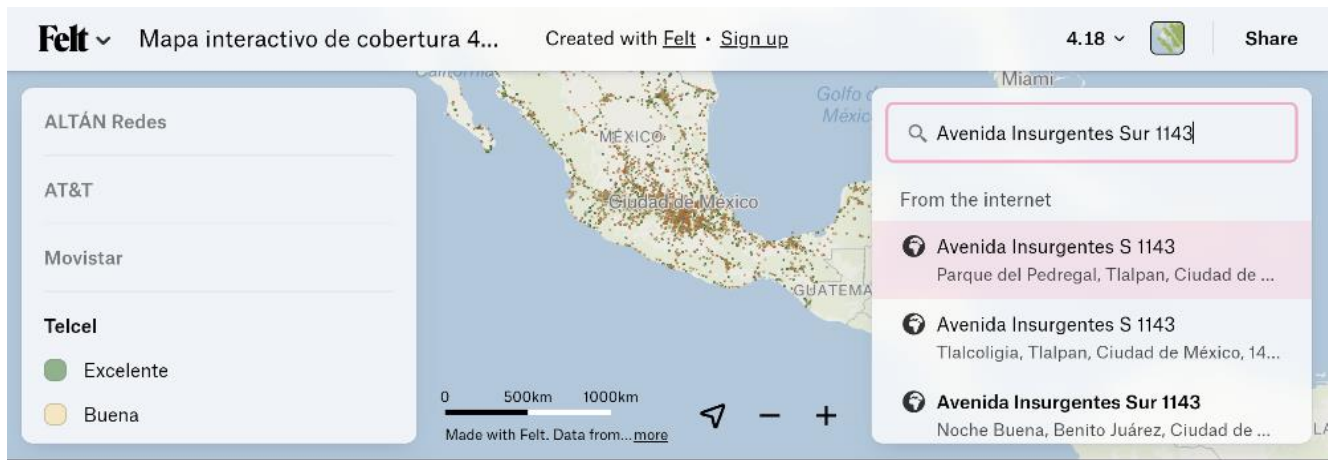 Felt Mapa interactivo de cobertura 4... Created with Felt · Sign up 4.18 Share
ALTÁN Redes
AT&T
Movistar
Telcel
Excelente
Buena
California
MÉXICO
Golfo d
Méxic
Miami
Ciudad de México
GUATEMA
0 500km 1000km
Made with Felt. Data from... more
Avenida Insurgentes Sur 1143
From the internet
Avenida Insurgentes S 1143
Parque del Pedregal, Tlalpan, Ciudad de ...
Avenida Insurgentes S 1143
Tlalcoligia, Tlalpan, Ciudad de México, 14...
Avenida Insurgentes Sur 1143
Noche Buena, Benito Juárez, Ciudad de ...